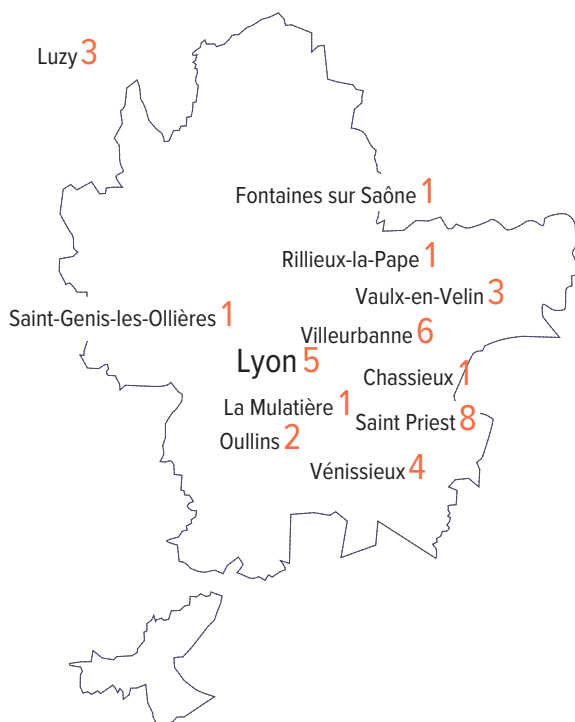 Luzy 3
Fontaines sur Saône 1
Rillieux-la-Pape 1
Vaulx-en-Velin 3
Saint-Genis-les-Ollières 1
Villeurbanne 6
Lyon 5
Chassieux 1
La Mulatière 1
Saint Priest 8
Oullins 2
Vénissieux 4